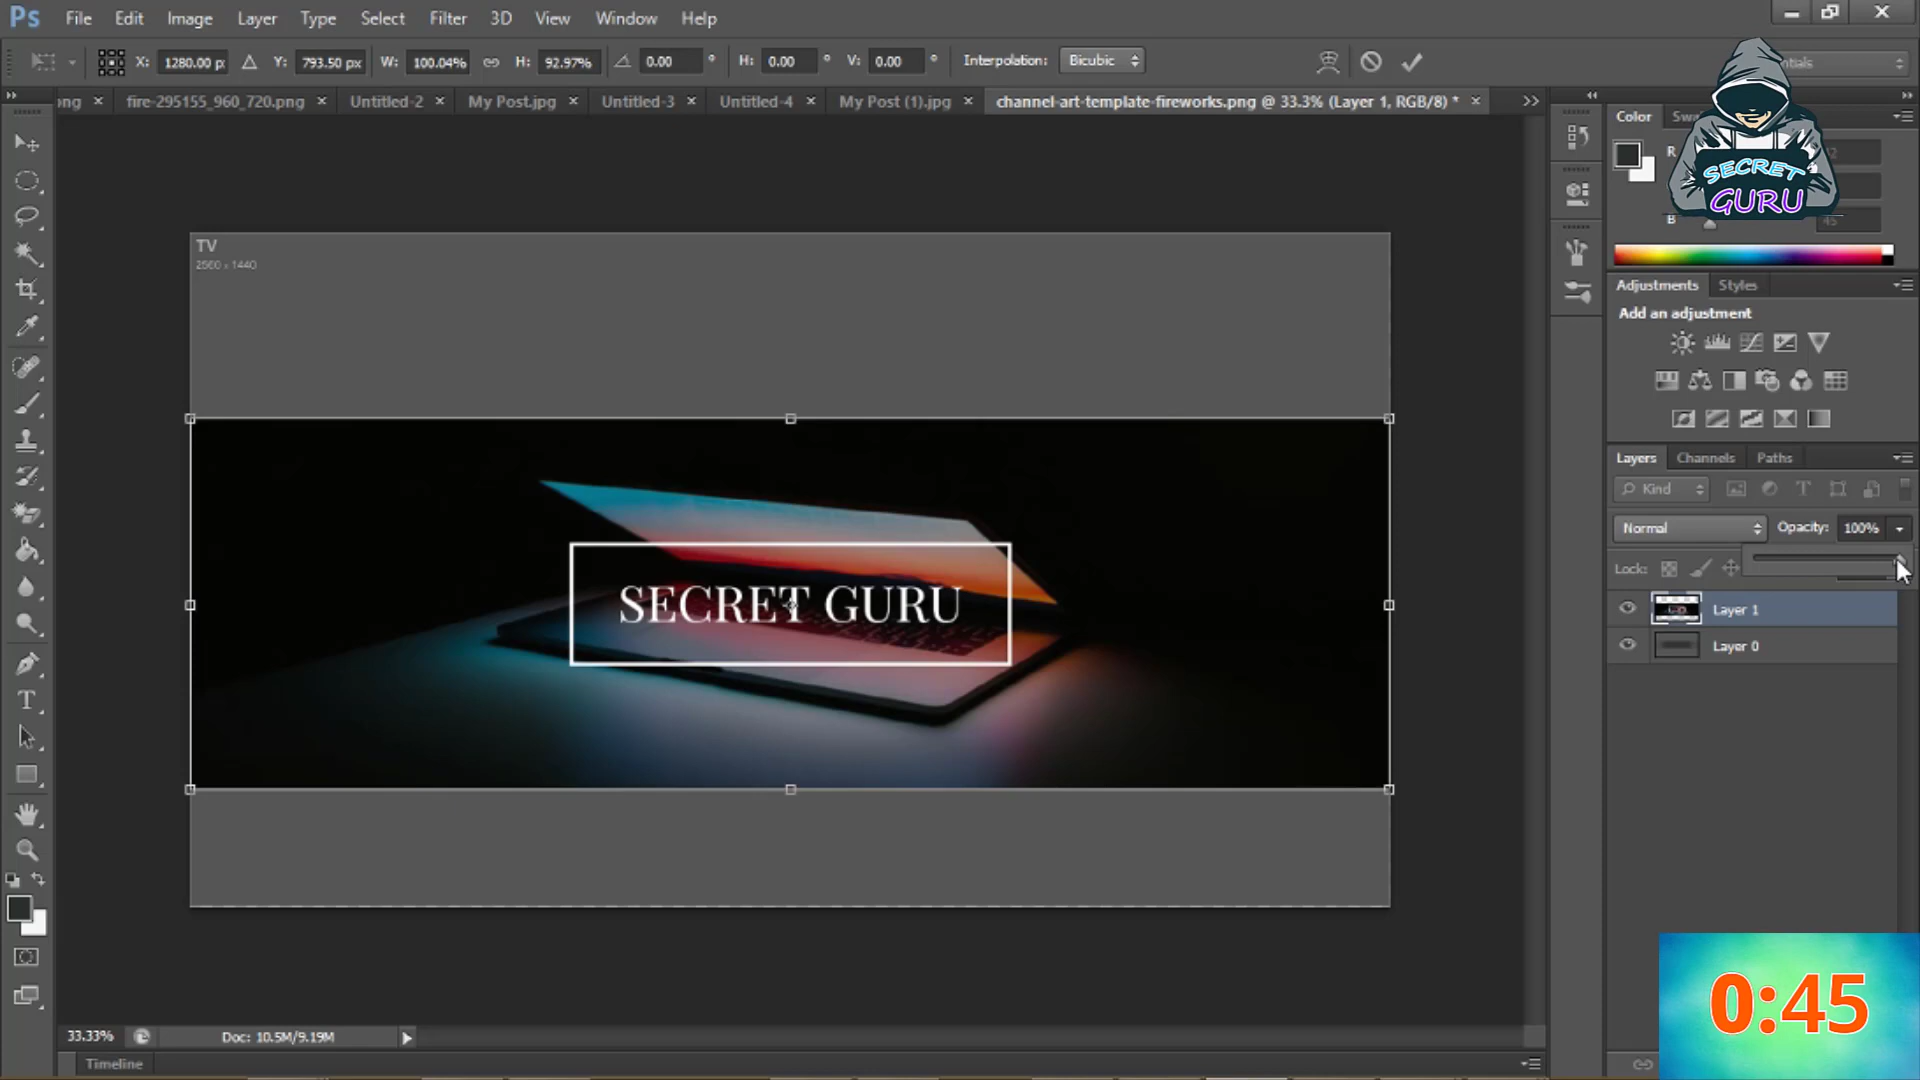 Ps File Edit Image Layer Type Select Filter 3D View Window Help
X: 1280.00 px Y: 793.50 px W: 100.04% H: 92.97% 0.00 ° H: 0.00 ° V: 0.00 ° Interpolation: Bicubic
fire-295155_960_720.png × Untitled-2 × My Post.jpg × Untitled-3 × Untitled-4 × My Post (1).jpg × channel-art-template-fireworks.png @ 33.3% (Layer 1, RGB/8) * ×
Color
R
B
SECRET
GURU
TV
2560 x 1440
Adjustments Styles
Add an adjustment
Layers Channels Paths
Kind
Normal Opacity: 100%
Lock:
Layer 1
Layer 0
SECRET GURU
33.33% Doc: 10.5M/9.19M
Timeline
0:45